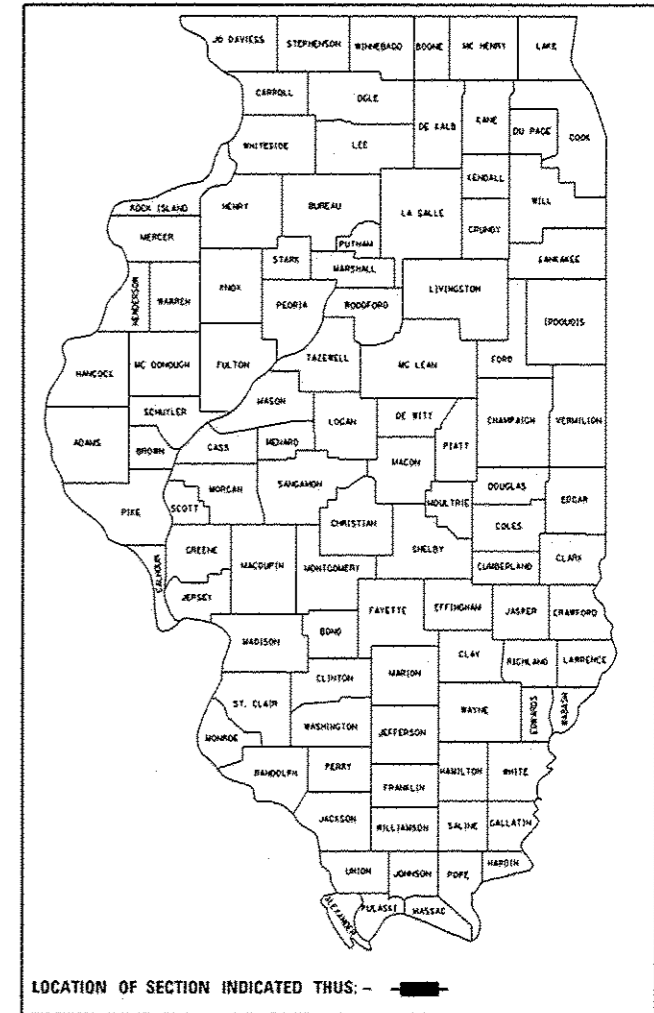 JO DAVIESS STEPHENSON WINNEBAGO BOONE MC HENRY LAKE
CARROLL OGLE DE KALB KANE DU PAGE COOK
WHITESIDE LEE
KENDALL WILL
ROCK ISLAND HENRY BUREAU LA SALLE GRUNDY
MERCER PUTNAM
STARK MARSHALL KANKAKEE
HENDERSON WARREN KNOX PEORIA WOODFORD LIVINGSTON
IROQUOIS
HANCOCK MC DONOUGH FULTON TAZEWELL MC LEAN FORD
MASON
SCHUYLER LOGAN DE WITT CHAMPAIGN VERMILION
ADAMS BROWN CASS MENARD PIATT
MACON
MORGAN SANGAMON DOUGLAS
PIKE SCOTT CHRISTIAN MOULTRIE EDGAR
COLES
GREENE MACOUPIN MONTGOMERY SHELBY
CALHOUN CUMBERLAND CLARK
JERSEY
FAYETTE EFFINGHAM JASPER CRAWFORD
MADISON BOND
CLAY RICHLAND LAWRENCE
CLINTON MARION
ST. CLAIR WAYNE EDWARDS WABASH
WASHINGTON JEFFERSON
MONROE
RANDOLPH PERRY HAMILTON WHITE
FRANKLIN
JACKSON WILLIAMSON SALINE GALLATIN
UNION JOHNSON POPE HARDIN
ALEXANDER PULASKI MASSAC
LOCATION OF SECTION INDICATED THUS: -